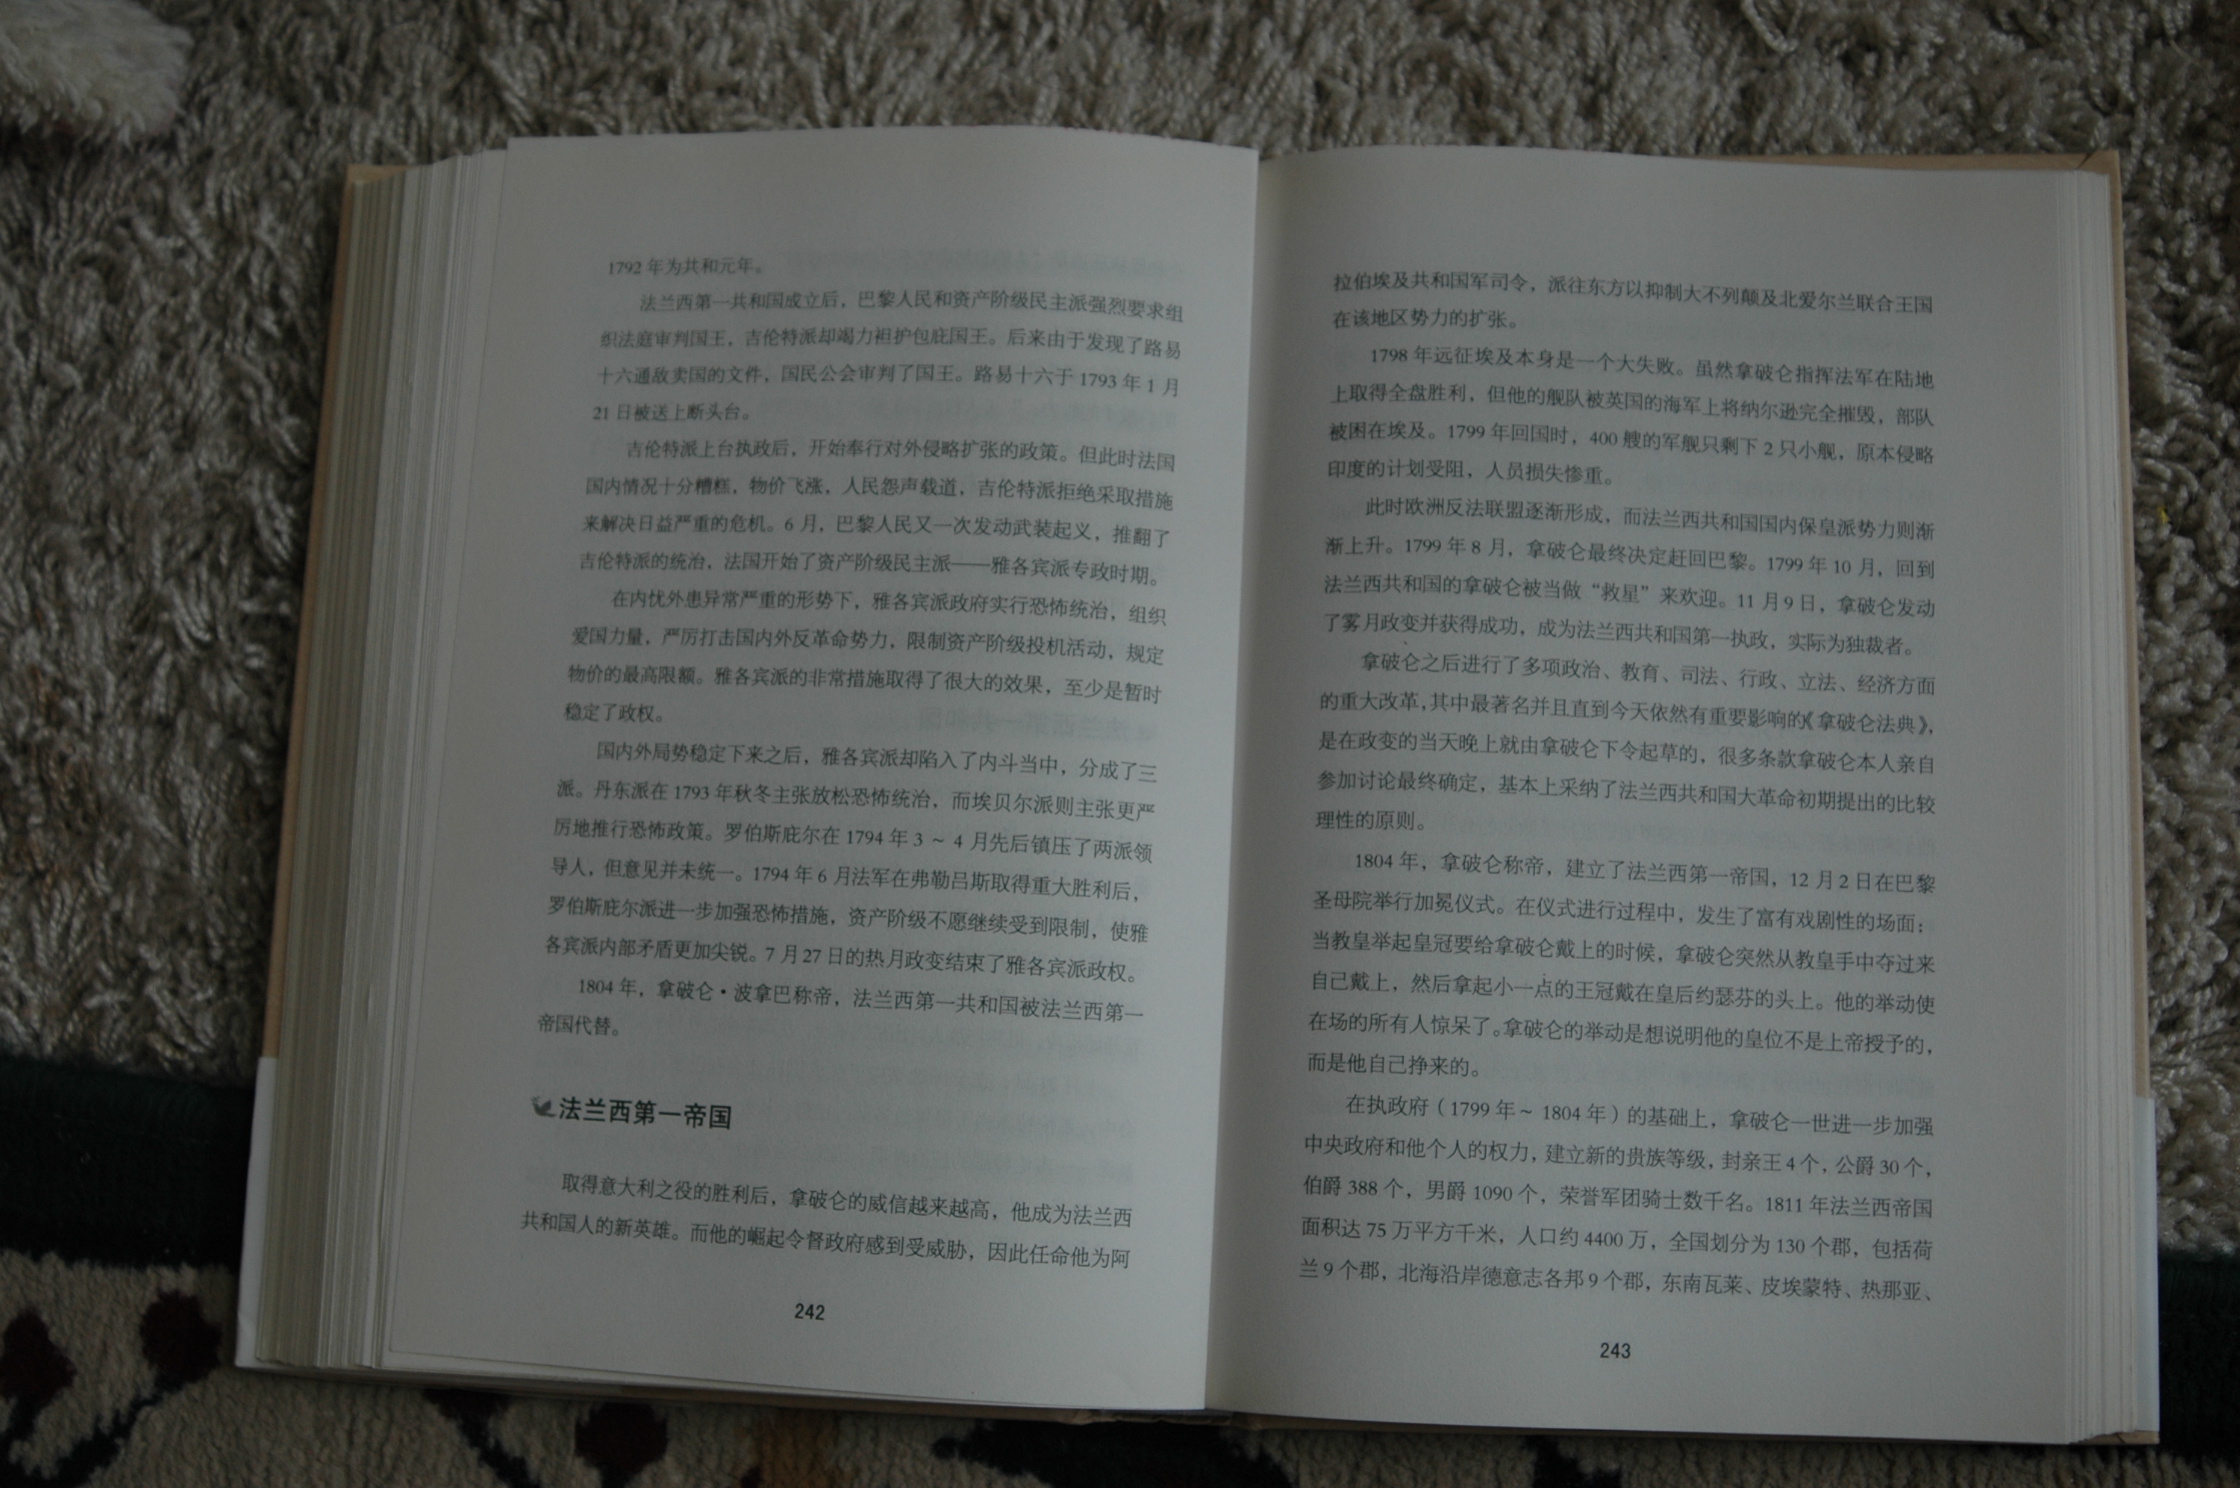 1792 年为共和元年。
法兰西第一共和国成立后，巴黎人民和资产阶级民主派强烈要求组
织法庭审判国王，吉伦特派却竭力袒护包庇国王。后来由于发现了路易
十六通敌卖国的文件，国民公会审判了国王。路易十六于 1793 年 1 月
21 日被送上断头台。
吉伦特派上台执政后，开始奉行对外侵略扩张的政策。但此时法国
国内情况十分糟糕，物价飞涨，人民怨声载道，吉伦特派拒绝采取措施
来解决日益严重的危机。6 月，巴黎人民又一次发动武装起义，推翻了
吉伦特派的统治，法国开始了资产阶级民主派——雅各宾派专政时期。
在内忧外患异常严重的形势下，雅各宾派政府实行恐怖统治，组织
爱国力量，严厉打击国内外反革命势力，限制资产阶级投机活动，规定
物价的最高限额。雅各宾派的非常措施取得了很大的效果，至少是暂时
稳定了政权。
国内外局势稳定下来之后，雅各宾派却陷入了内斗当中，分成了三
派。丹东派在 1793 年秋冬主张放松恐怖统治，而埃贝尔派则主张更严
厉地推行恐怖政策。罗伯斯庇尔在 1794 年 3 ~ 4 月先后镇压了两派领
导人，但意见并未统一。1794 年 6 月法军在弗勒吕斯取得重大胜利后，
罗伯斯庇尔派进一步加强恐怖措施，资产阶级不愿继续受到限制，使雅
各宾派内部矛盾更加尖锐。7 月 27 日的热月政变结束了雅各宾派政权。
1804 年，拿破仑·波拿巴称帝，法兰西第一共和国被法兰西第一
帝国代替。
法兰西第一帝国
取得意大利之役的胜利后，拿破仑的威信越来越高，他成为法兰西
共和国人的新英雄。而他的崛起令督政府感到受威胁，因此任命他为阿
242
拉伯埃及共和国军司令，派往东方以抑制大不列颠及北爱尔兰联合王国
在该地区势力的扩张。
1798 年远征埃及本身是一个大失败。虽然拿破仑指挥法军在陆地
上取得全盘胜利，但他的舰队被英国的海军上将纳尔逊完全摧毁，部队
被困在埃及。1799 年回国时，400 艘的军舰只剩下 2 只小舰，原本侵略
印度的计划受阻，人员损失惨重。
此时欧洲反法联盟逐渐形成，而法兰西共和国国内保皇派势力则渐
渐上升。1799 年 8 月，拿破仑最终决定赶回巴黎。1799 年 10 月，回到
法兰西共和国的拿破仑被当做“救星”来欢迎。11 月 9 日，拿破仑发动
了雾月政变并获得成功，成为法兰西共和国第一执政，实际为独裁者。
拿破仑之后进行了多项政治、教育、司法、行政、立法、经济方面
的重大改革，其中最著名并且直到今天依然有重要影响的《拿破仑法典》，
是在政变的当天晚上就由拿破仑下令起草的，很多条款拿破仑本人亲自
参加讨论最终确定，基本上采纳了法兰西共和国大革命初期提出的比较
理性的原则。
1804 年，拿破仑称帝，建立了法兰西第一帝国，12 月 2 日在巴黎
圣母院举行加冕仪式。在仪式进行过程中，发生了富有戏剧性的场面：
当教皇举起皇冠要给拿破仑戴上的时候，拿破仑突然从教皇手中夺过来
自己戴上，然后拿起小一点的王冠戴在皇后约瑟芬的头上。他的举动使
在场的所有人惊呆了。拿破仑的举动是想说明他的皇位不是上帝授予的，
而是他自己挣来的。
在执政府（1799 年 ~ 1804 年）的基础上，拿破仑一世进一步加强
中央政府和他个人的权力，建立新的贵族等级，封亲王 4 个，公爵 30 个，
伯爵 388 个，男爵 1090 个，荣誉军团骑士数千名。1811 年法兰西帝国
面积达 75 万平方千米，人口约 4400 万，全国划分为 130 个郡，包括荷
兰 9 个郡，北海沿岸德意志各邦 9 个郡，东南瓦莱、皮埃蒙特、热那亚、
243